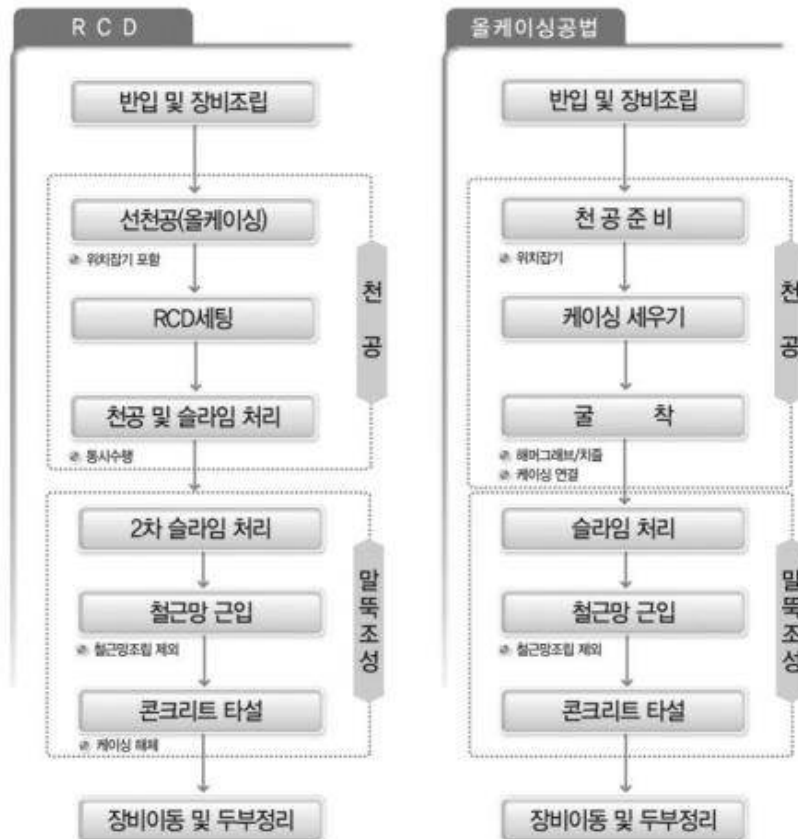 R C D
반입 및 장비조립
선천공(올케이싱)
위치잡기 포함
RCD세팅
천공 및 슬라임 처리
동시수행
천공
2차 슬라임 처리
철근망 근입
철근망조립 제외
콘크리트 타설
케이싱 해체
말뚝조성
장비이동 및 두부정리
올케이싱공법
반입 및 장비조립
천 공 준 비
위치잡기
케이싱 세우기
굴 착
해머그래브/치즐
케이싱 연결
천공
슬라임 처리
철근망 근입
철근망조립 제외
콘크리트 타설
말뚝조성
장비이동 및 두부정리